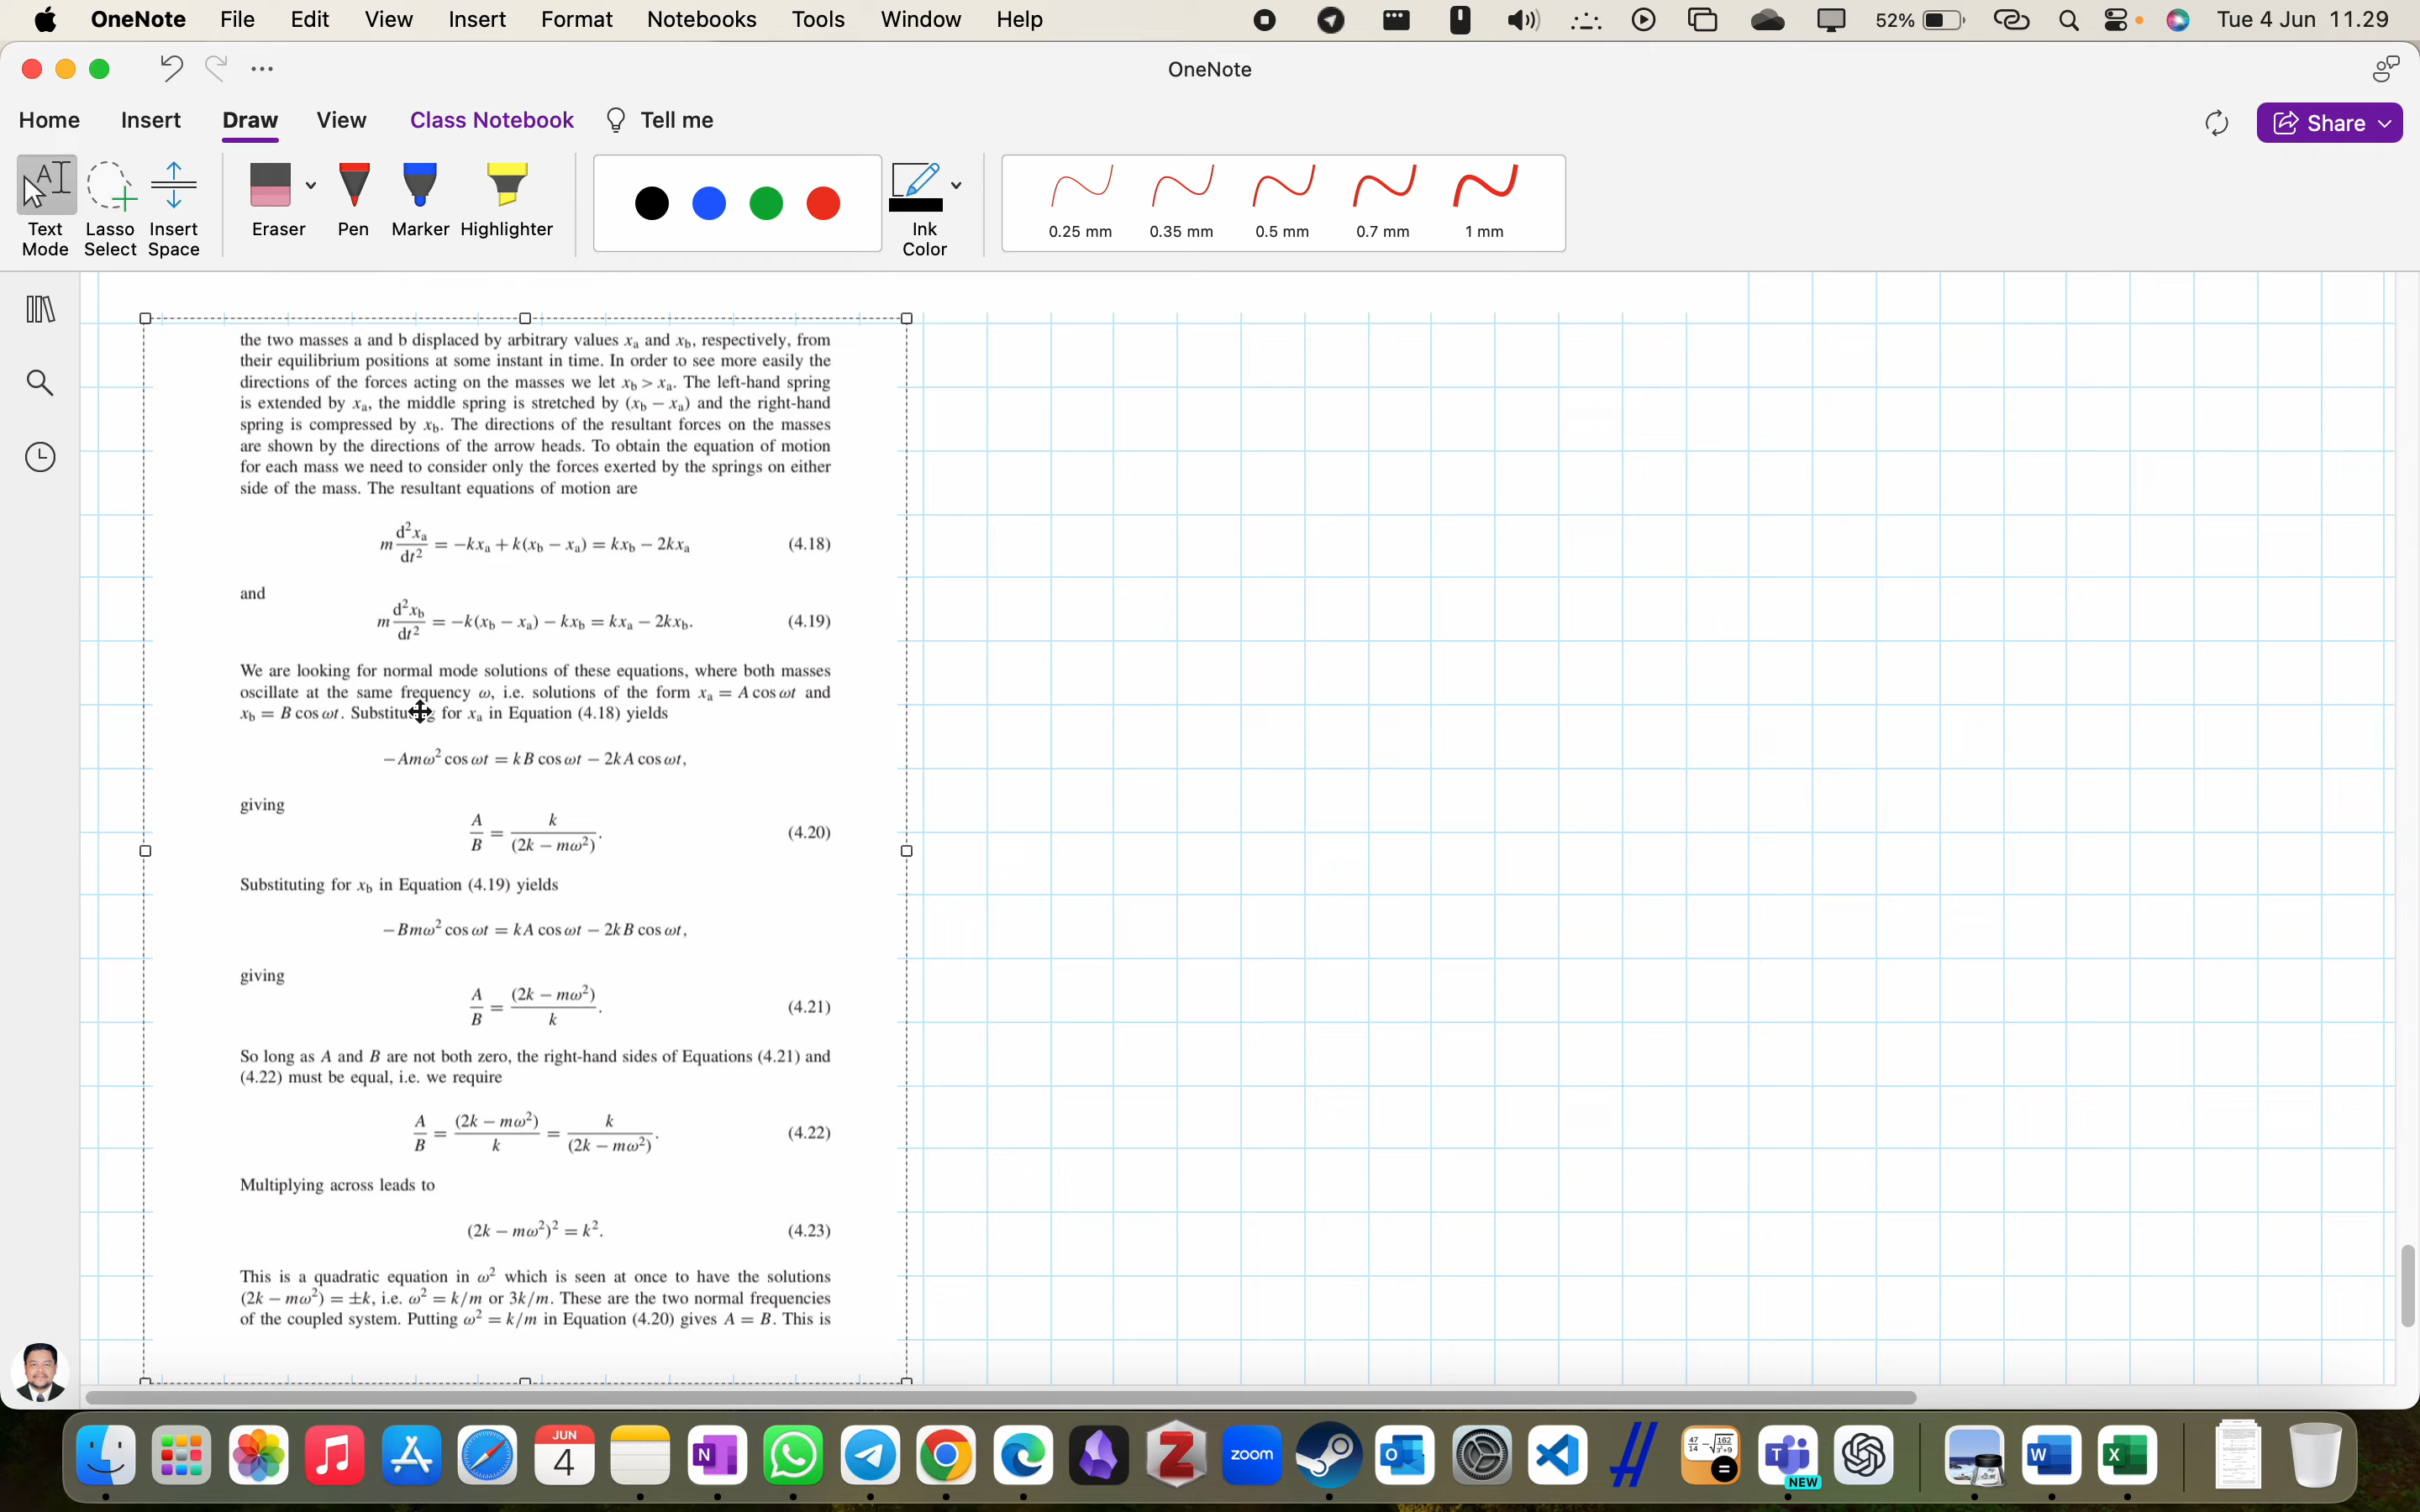 OneNote File Edit View Insert Format Notebooks Tools Window Help 52% Tue 4 Jun 11.29
OneNote
Home Insert Draw View Class Notebook Tell me Share
Text Mode
Lasso Select
Insert Space
Eraser
Pen
Marker
Highlighter
Ink Color
0.25 mm 0.35 mm 0.5 mm 0.7 mm 1 mm
the two masses a and b displaced by arbitrary values xₐ and x_b, respectively, from
their equilibrium positions at some instant in time. In order to see more easily the
directions of the forces acting on the masses we let x_b > xₐ. The left-hand spring
is extended by xₐ, the middle spring is stretched by (x_b − xₐ) and the right-hand
spring is compressed by x_b. The directions of the resultant forces on the masses
are shown by the directions of the arrow heads. To obtain the equation of motion
for each mass we need to consider only the forces exerted by the springs on either
side of the mass. The resultant equations of motion are
m d²xₐ/dt² = −kxₐ + k(x_b − xₐ) = kx_b − 2kxₐ (4.18)
and
m d²x_b/dt² = −k(x_b − xₐ) − kx_b = kxₐ − 2kx_b. (4.19)
We are looking for normal mode solutions of these equations, where both masses
oscillate at the same frequency ω, i.e. solutions of the form xₐ = A cos ωt and
x_b = B cos ωt. Substituting for xₐ in Equation (4.18) yields
−Amω² cos ωt = kB cos ωt − 2kA cos ωt,
giving
A/B = k/(2k − mω²). (4.20)
Substituting for x_b in Equation (4.19) yields
−Bmω² cos ωt = kA cos ωt − 2kB cos ωt,
giving
A/B = (2k − mω²)/k. (4.21)
So long as A and B are not both zero, the right-hand sides of Equations (4.21) and
(4.22) must be equal, i.e. we require
A/B = (2k − mω²)/k = k/(2k − mω²). (4.22)
Multiplying across leads to
(2k − mω²)² = k². (4.23)
This is a quadratic equation in ω² which is seen at once to have the solutions
(2k − mω²) = ±k, i.e. ω² = k/m or 3k/m. These are the two normal frequencies
of the coupled system. Putting ω² = k/m in Equation (4.20) gives A = B. This is
JUN
4
N
Z
zoom
O
T
NEW
W
X